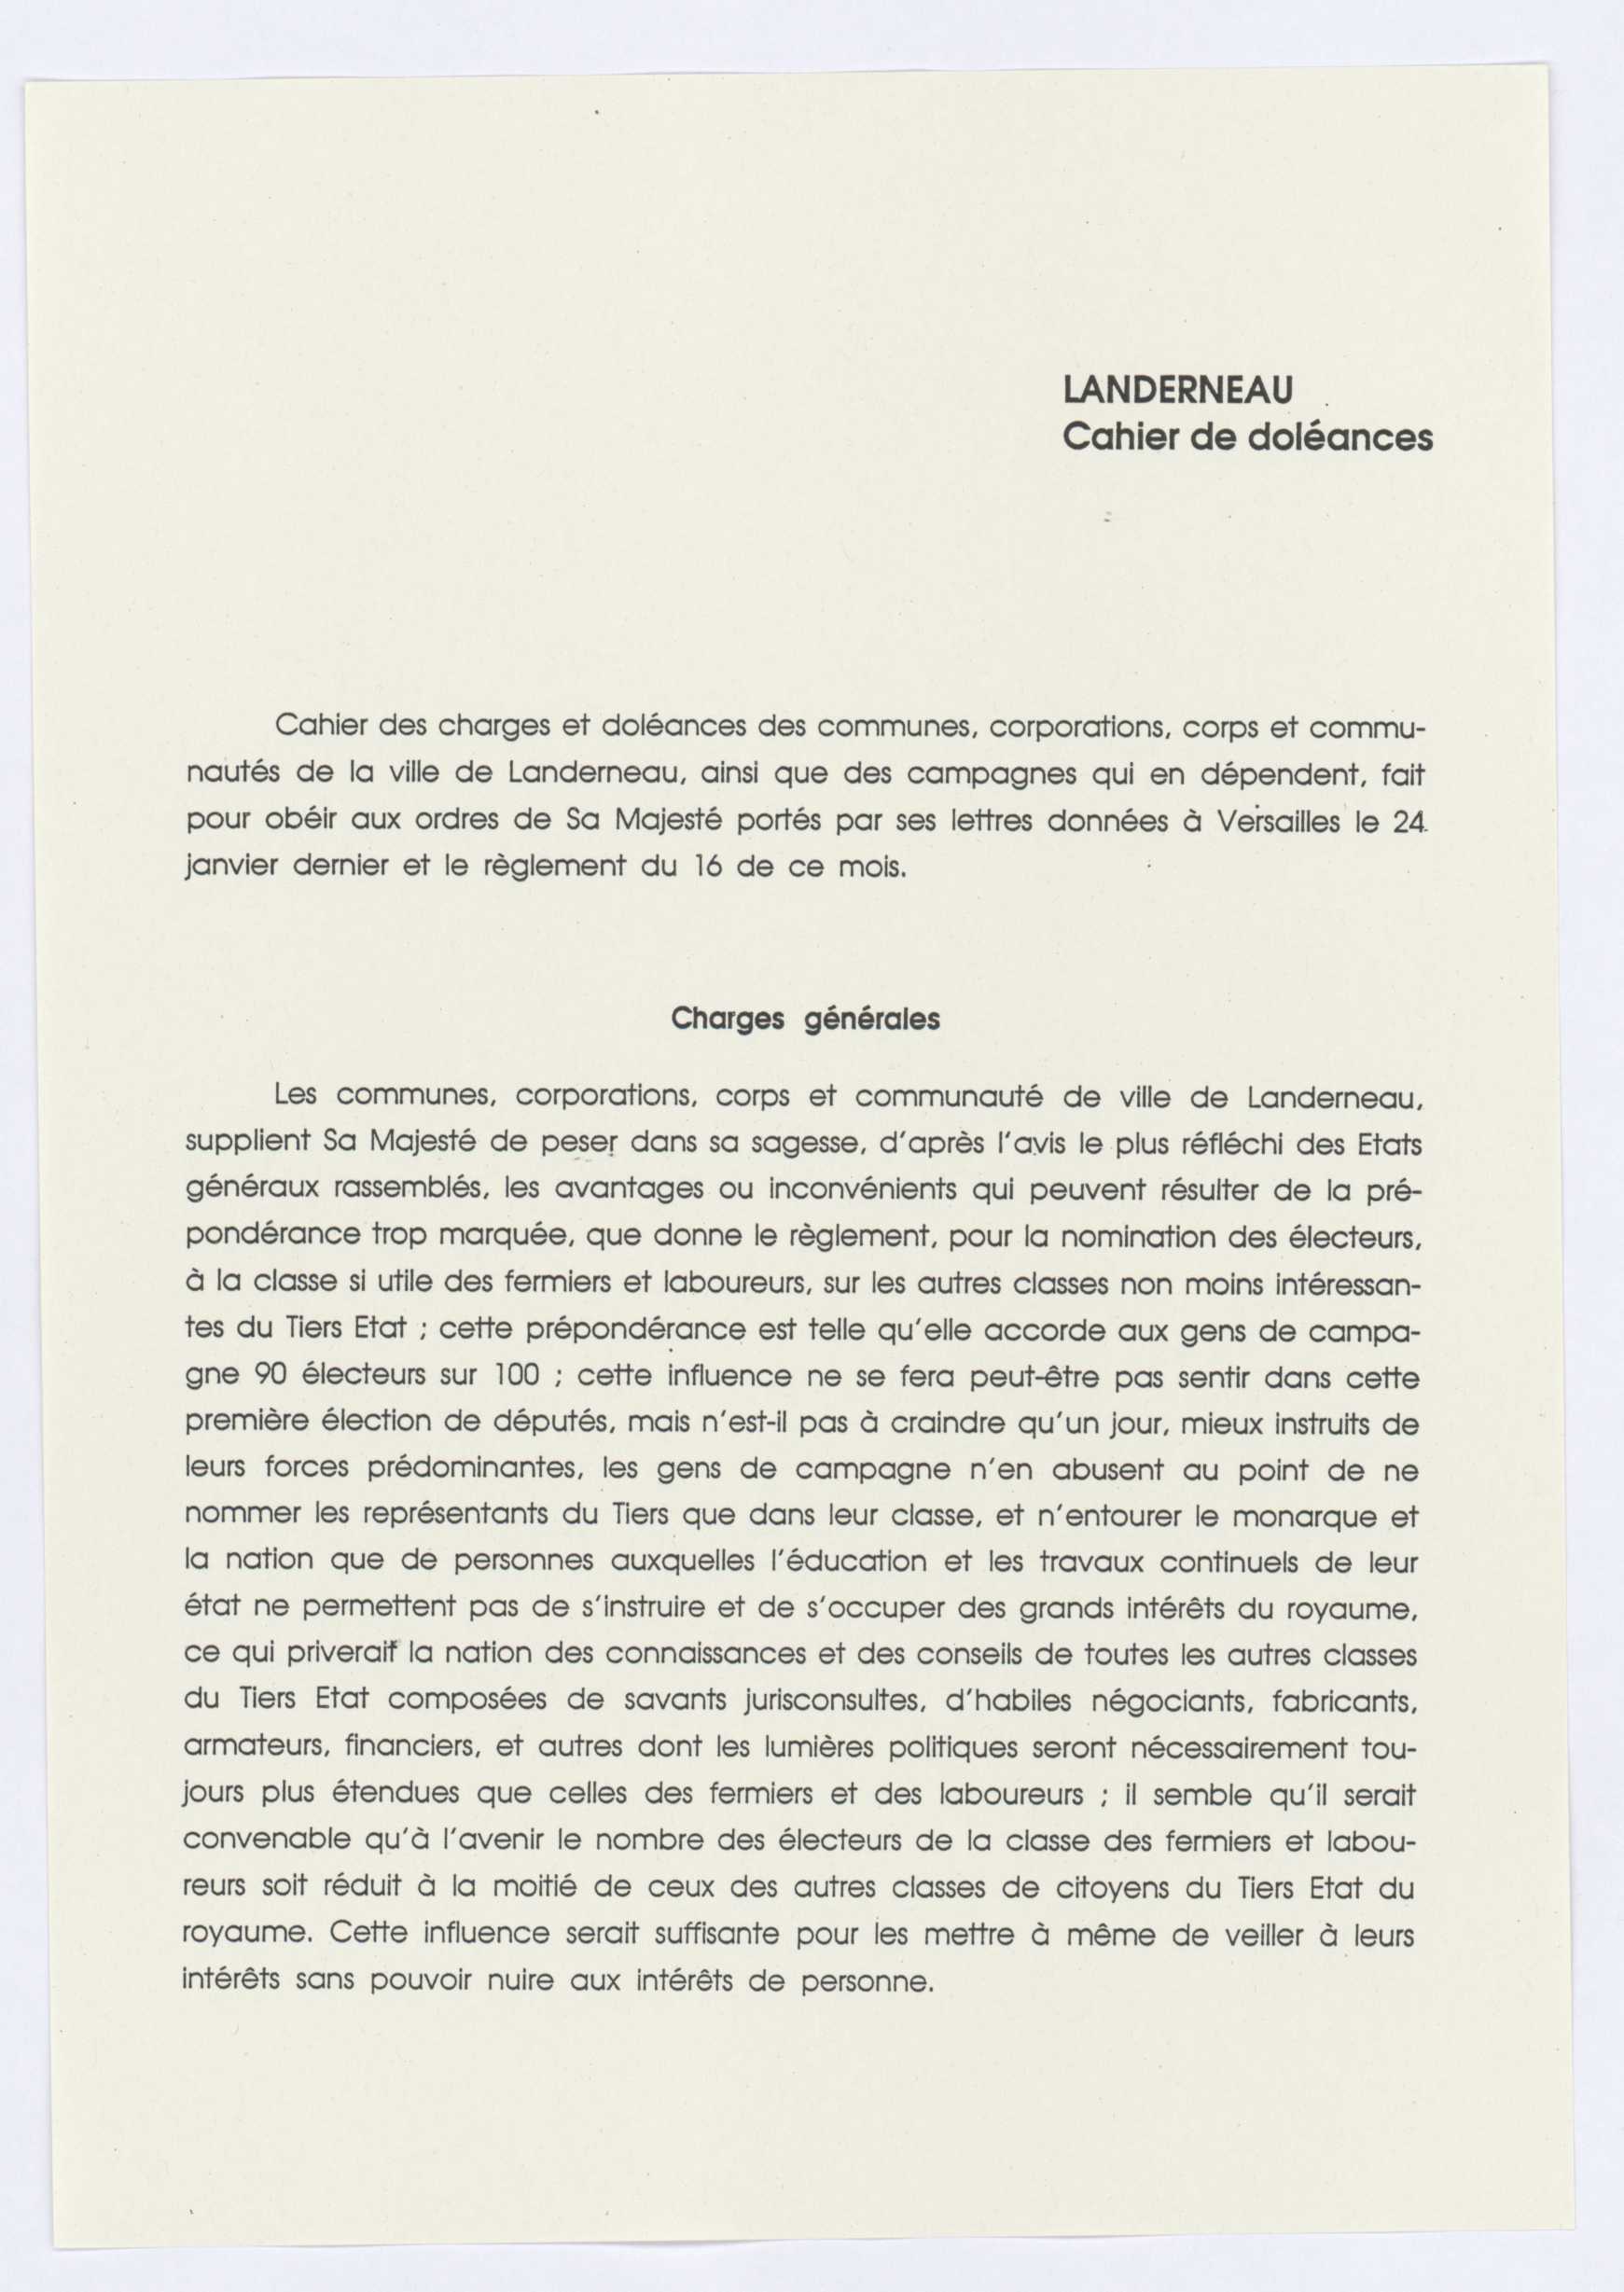 LANDERNEAU
Cahier de doléances
Cahier des charges et doléances des communes, corporations, corps et commu-
nautés de la ville de Landerneau, ainsi que des campagnes qui en dépendent, fait
pour obéir aux ordres de Sa Majesté portés par ses lettres données à Versailles le 24
janvier dernier et le règlement du 16 de ce mois.
Charges générales
Les communes, corporations, corps et communauté de ville de Landerneau,
supplient Sa Majesté de peser dans sa sagesse, d'après l'avis le plus réfléchi des Etats
généraux rassemblés, les avantages ou inconvénients qui peuvent résulter de la pré-
pondérance trop marquée, que donne le règlement, pour la nomination des électeurs,
à la classe si utile des fermiers et laboureurs, sur les autres classes non moins intéressan-
tes du Tiers Etat ; cette prépondérance est telle qu'elle accorde aux gens de campa-
gne 90 électeurs sur 100 ; cette influence ne se fera peut-être pas sentir dans cette
première élection de députés, mais n'est-il pas à craindre qu'un jour, mieux instruits de
leurs forces prédominantes, les gens de campagne n'en abusent au point de ne
nommer les représentants du Tiers que dans leur classe, et n'entourer le monarque et
la nation que de personnes auxquelles l'éducation et les travaux continuels de leur
état ne permettent pas de s'instruire et de s'occuper des grands intérêts du royaume,
ce qui priverait la nation des connaissances et des conseils de toutes les autres classes
du Tiers Etat composées de savants jurisconsultes, d'habiles négociants, fabricants,
armateurs, financiers, et autres dont les lumières politiques seront nécessairement tou-
jours plus étendues que celles des fermiers et des laboureurs ; il semble qu'il serait
convenable qu'à l'avenir le nombre des électeurs de la classe des fermiers et labou-
reurs soit réduit à la moitié de ceux des autres classes de citoyens du Tiers Etat du
royaume. Cette influence serait suffisante pour les mettre à même de veiller à leurs
intérêts sans pouvoir nuire aux intérêts de personne.